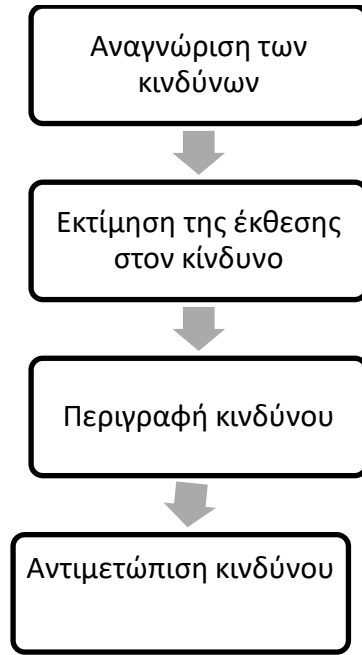 Αναγνώριση των
κινδύνων
Εκτίμηση της έκθεσης
στον κίνδυνο
Περιγραφή κινδύνου
Αντιμετώπιση κινδύνου